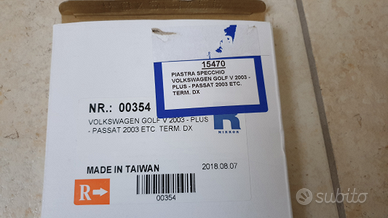 15470
PIASTRA SPECCHIO
VOLKSWAGEN GOLF V 2003 -
PLUS - PASSAT 2003 ETC.
TERM. DX
NR.: 00354
VOLKSWAGEN GOLF V 2003 - PLUS
- PASSAT 2003 ETC. TERM. DX
MADE IN TAIWAN
2018.08.07
R
00354
subito